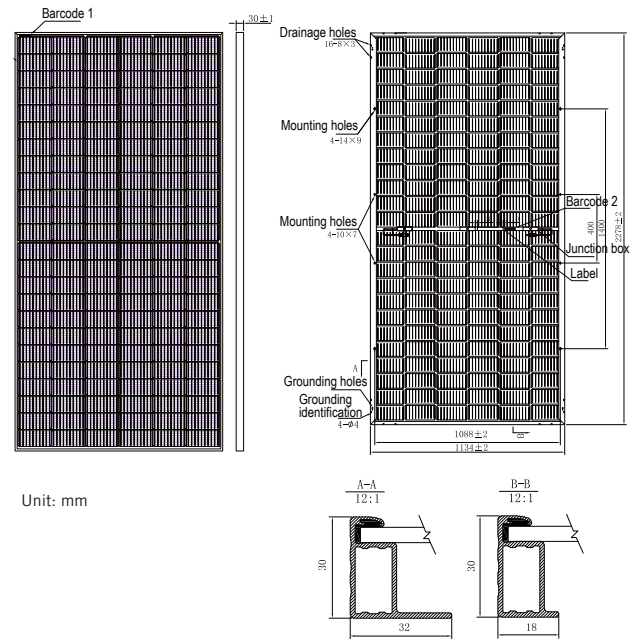 Barcode 1
30±1
Drainage holes
16-8×3
Mounting holes
4-14×9
Mounting holes
4-10×7
Barcode 2
Junction box
Label
400
1400
2278±2
A
Grounding holes
Grounding
identification
4-φ4
B
1088±2
1134±2
Unit: mm
A-A
12:1
30
32
B-B
12:1
30
18